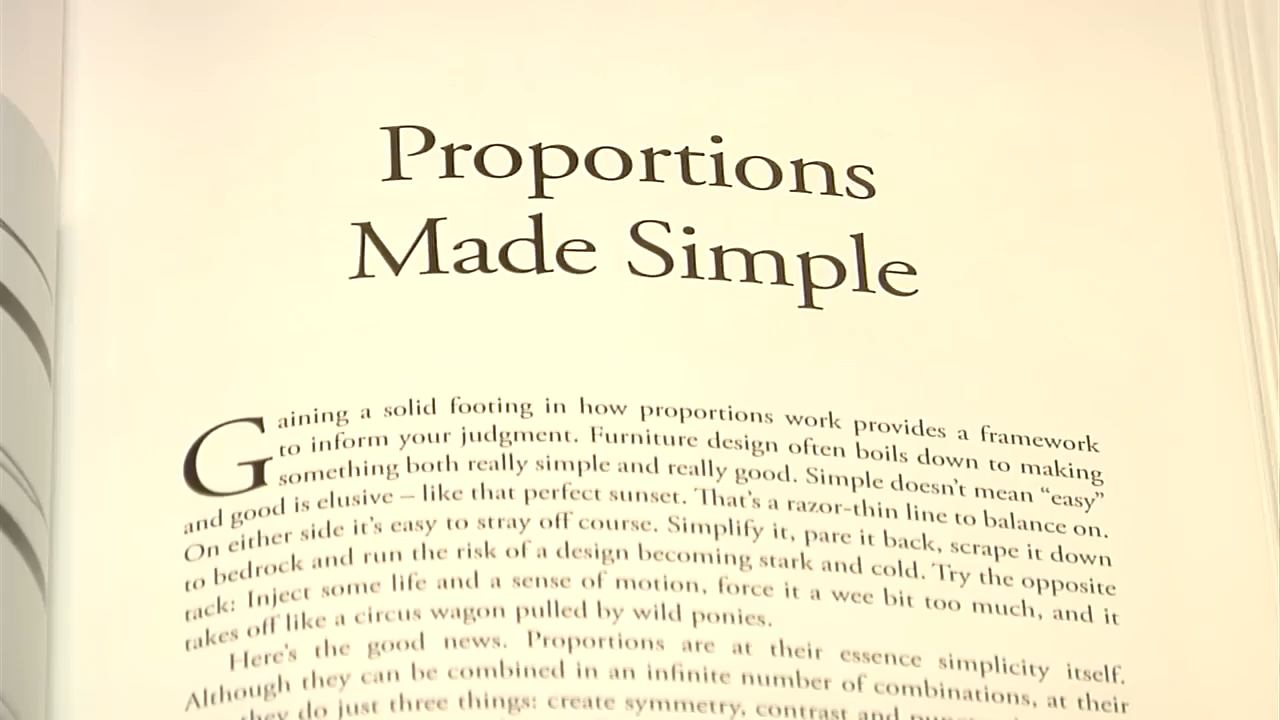 Proportions
Made Simple
Gaining a solid footing in how proportions work provides a framework
to inform your judgment. Furniture design often boils down to making
something both really simple and really good. Simple doesn't mean “easy”
and good is elusive – like that perfect sunset. That's a razor-thin line to balance on.
On either side it's easy to stray off course. Simplify it, pare it back, scrape it down
to bedrock and run the risk of a design becoming stark and cold. Try the opposite
tack: Inject some life and a sense of motion, force it a wee bit too much, and it
takes off like a circus wagon pulled by wild ponies.
Here's the good news. Proportions are at their essence simplicity itself.
Although they can be combined in an infinite number of combinations, at their
they do just three things: create symmetry, contrast and